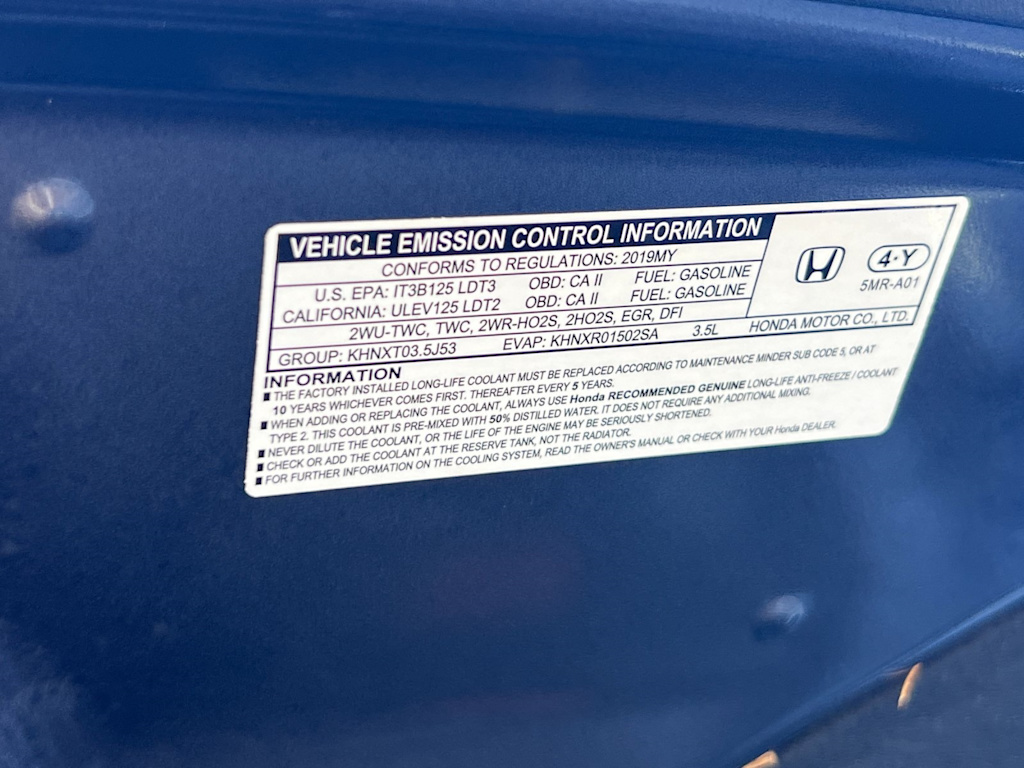 VEHICLE EMISSION CONTROL INFORMATION
CONFORMS TO REGULATIONS: 2019MY
U.S. EPA: IT3B125 LDT3 OBD: CA II FUEL: GASOLINE
CALIFORNIA: ULEV125 LDT2 OBD: CA II FUEL: GASOLINE
2WU-TWC, TWC, 2WR-HO2S, 2HO2S, EGR, DFI
GROUP: KHNXT03.5J53 EVAP: KHNXR01502SA 3.5L
4·Y
5MR-A01
HONDA MOTOR CO., LTD.
INFORMATION
■ THE FACTORY INSTALLED LONG-LIFE COOLANT MUST BE REPLACED ACCORDING TO MAINTENANCE MINDER SUB CODE 5, OR AT
10 YEARS WHICHEVER COMES FIRST. THEREAFTER EVERY 5 YEARS.
■ WHEN ADDING OR REPLACING THE COOLANT, ALWAYS USE Honda RECOMMENDED GENUINE LONG-LIFE ANTI-FREEZE / COOLANT
TYPE 2. THIS COOLANT IS PRE-MIXED WITH 50% DISTILLED WATER. IT DOES NOT REQUIRE ANY ADDITIONAL MIXING.
■ NEVER DILUTE THE COOLANT, OR THE LIFE OF THE ENGINE MAY BE SERIOUSLY SHORTENED.
■ CHECK OR ADD THE COOLANT AT THE RESERVE TANK, NOT THE RADIATOR.
■ FOR FURTHER INFORMATION ON THE COOLING SYSTEM, READ THE OWNER'S MANUAL OR CHECK WITH YOUR Honda DEALER.